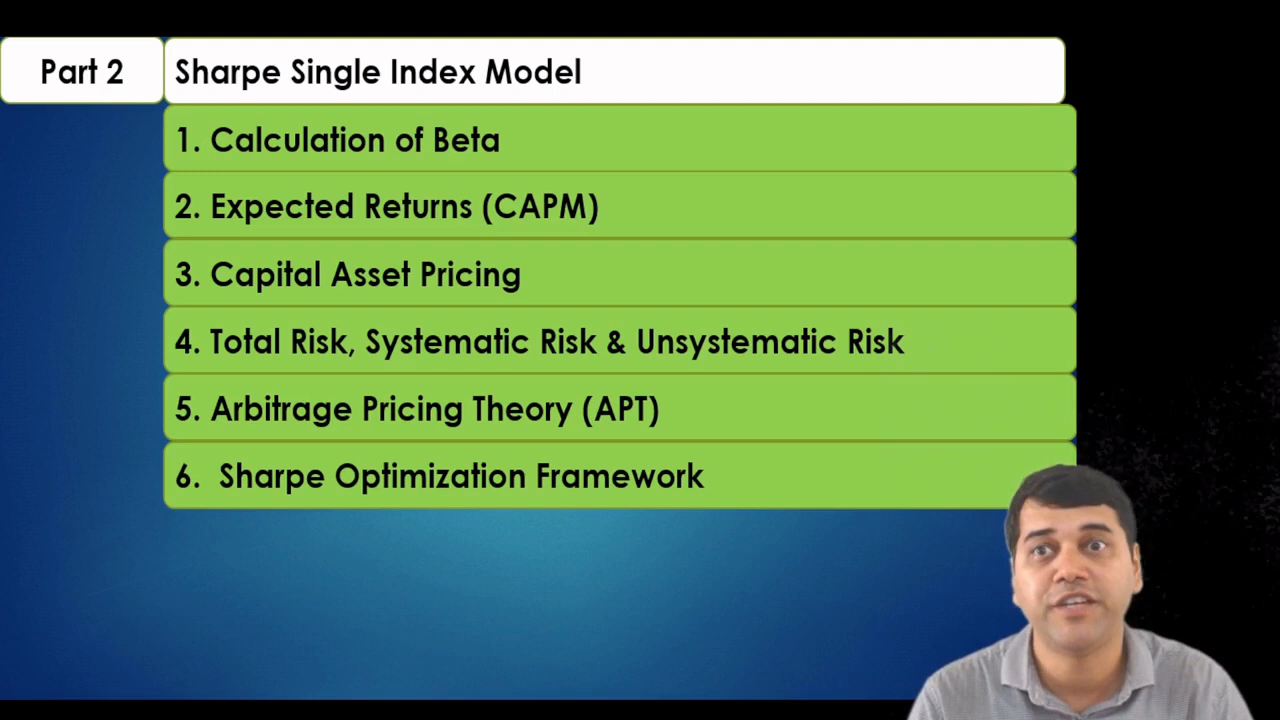 Part 2
Sharpe Single Index Model
1. Calculation of Beta
2. Expected Returns (CAPM)
3. Capital Asset Pricing
4. Total Risk, Systematic Risk & Unsystematic Risk
5. Arbitrage Pricing Theory (APT)
6. Sharpe Optimization Framework